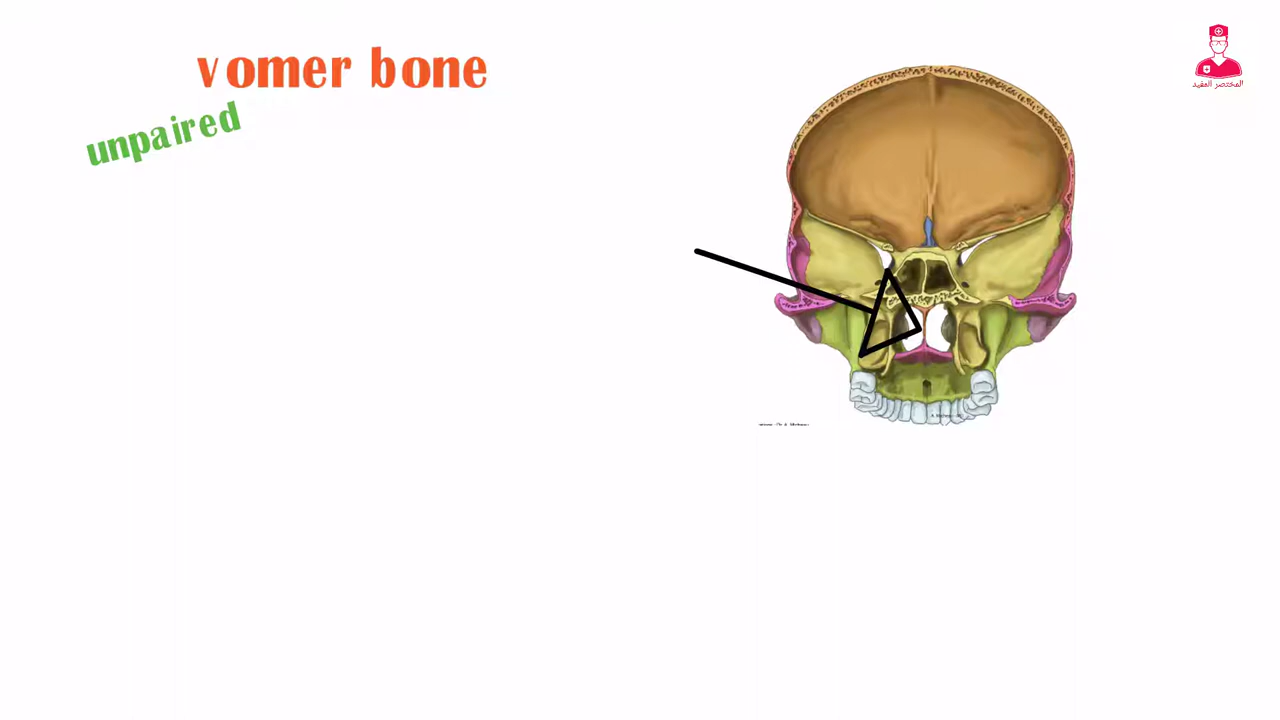 vomer bone
unpaired
المختصر المفيد